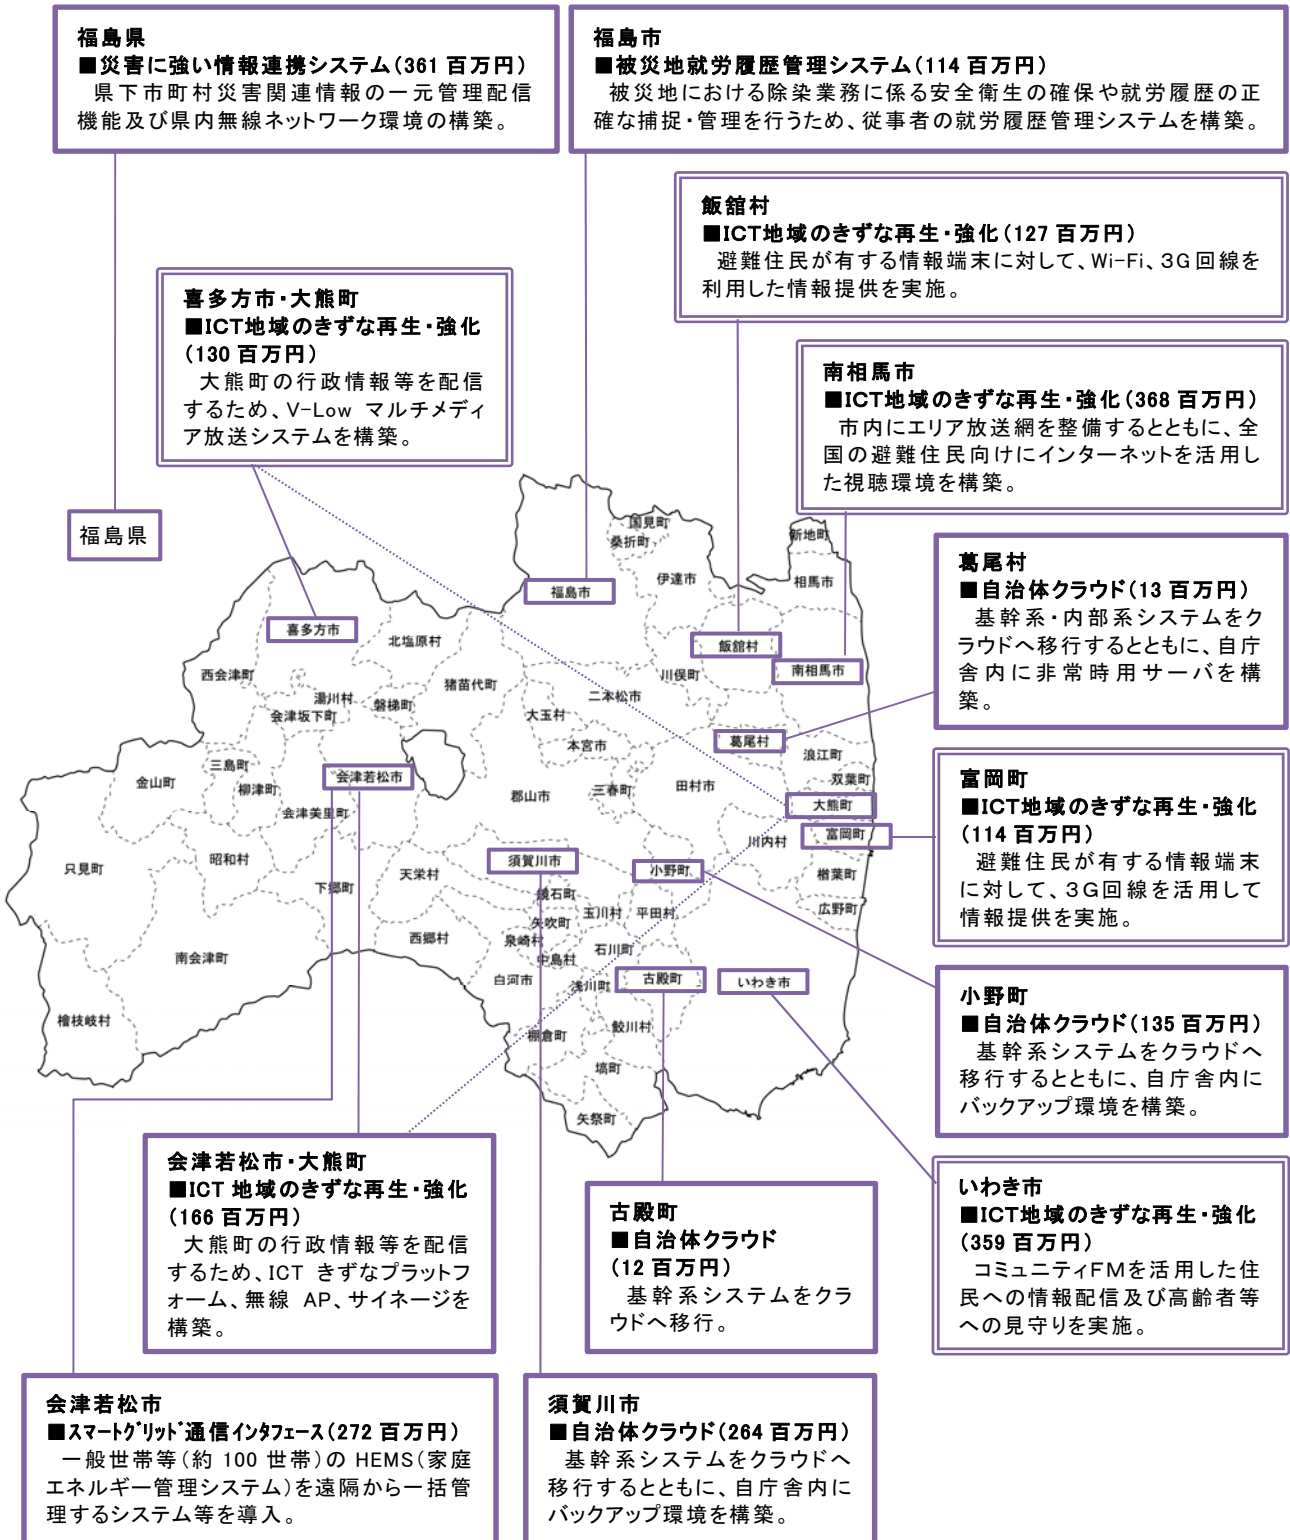 福島県
■災害に強い情報連携システム(361 百万円)
県下市町村災害関連情報の一元管理配信
機能及び県内無線ネットワーク環境の構築。
福島市
■被災地就労履歴管理システム(114 百万円)
被災地における除染業務に係る安全衛生の確保や就労履歴の正
確な捕捉・管理を行うため、従事者の就労履歴管理システムを構築。
飯舘村
■ICT地域のきずな再生・強化(127 百万円)
避難住民が有する情報端末に対して、Wi-Fi、3G 回線を
利用した情報提供を実施。
喜多方市・大熊町
■ICT地域のきずな再生・強化
(130 百万円)
大熊町の行政情報等を配信
するため、V-Low マルチメディ
ア放送システムを構築。
南相馬市
■ICT地域のきずな再生・強化(368 百万円)
市内にエリア放送網を整備するとともに、全
国の避難住民向けにインターネットを活用し
た視聴環境を構築。
福島県
国見町
桑折町
新地町
伊達市
相馬市
福島市
喜多方市
北塩原村
飯舘村
南相馬市
西会津町
猪苗代町
川俣町
二本松市
湯川村
磐梯町
会津坂下町
大玉村
本宮市
葛尾村
浪江町
三島町
金山町
柳津町
会津若松市
双葉町
郡山市
三春町
田村市
大熊町
会津美里町
富岡町
川内村
只見町
昭和村
下郷町
天栄村
須賀川市
小野町
楢葉町
鏡石町
玉川村
平田村
広野町
矢吹町
西郷村
泉崎村
石川町
中島村
南会津町
白河市
浅川町
古殿町
いわき市
檜枝岐村
棚倉町
鮫川村
塙町
矢祭町
葛尾村
■自治体クラウド(13 百万円)
基幹系・内部系システムをク
ラウドへ移行するとともに、自庁
舎内に非常時用サーバを構
築。
富岡町
■ICT地域のきずな再生・強化
(114 百万円)
避難住民が有する情報端末
に対して、3G回線を活用して
情報提供を実施。
小野町
■自治体クラウド(135 百万円)
基幹系システムをクラウドへ
移行するとともに、自庁舎内に
バックアップ環境を構築。
会津若松市・大熊町
■ICT 地域のきずな再生・強化
(166 百万円)
大熊町の行政情報等を配信
するため、ICT きずなプラットフ
ォーム、無線 AP、サイネージを
構築。
古殿町
■自治体クラウド
(12 百万円)
基幹系システムをクラ
ウドへ移行。
いわき市
■ICT地域のきずな再生・強化
(359 百万円)
コミュニティFMを活用した住
民への情報配信及び高齢者等
への見守りを実施。
会津若松市
■スマートグリッド通信インタフェース(272 百万円)
一般世帯等(約 100 世帯)の HEMS(家庭
エネルギー管理システム)を遠隔から一括管
理するシステム等を導入。
須賀川市
■自治体クラウド(264 百万円)
基幹系システムをクラウドへ
移行するとともに、自庁舎内に
バックアップ環境を構築。